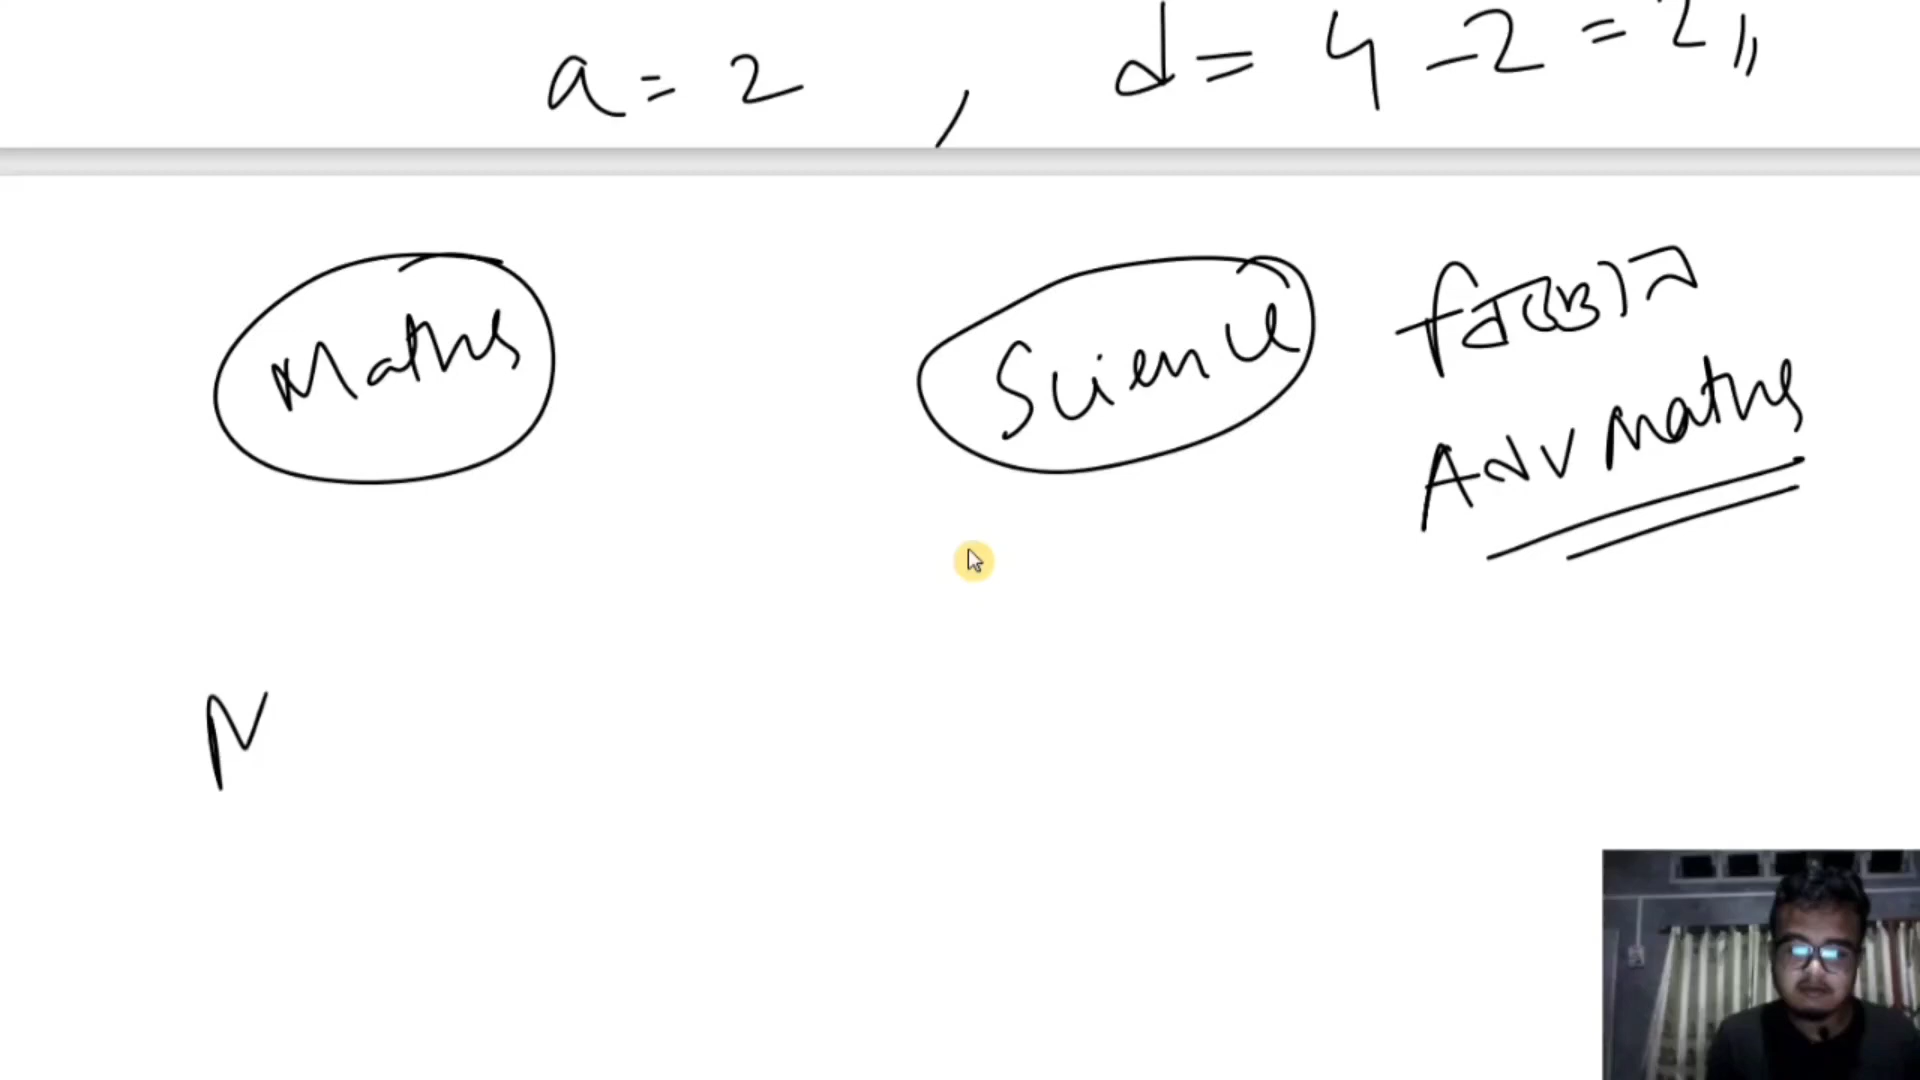 a = 2 , d = 4 - 2 = 2 //
Maths
Science
Adv Maths